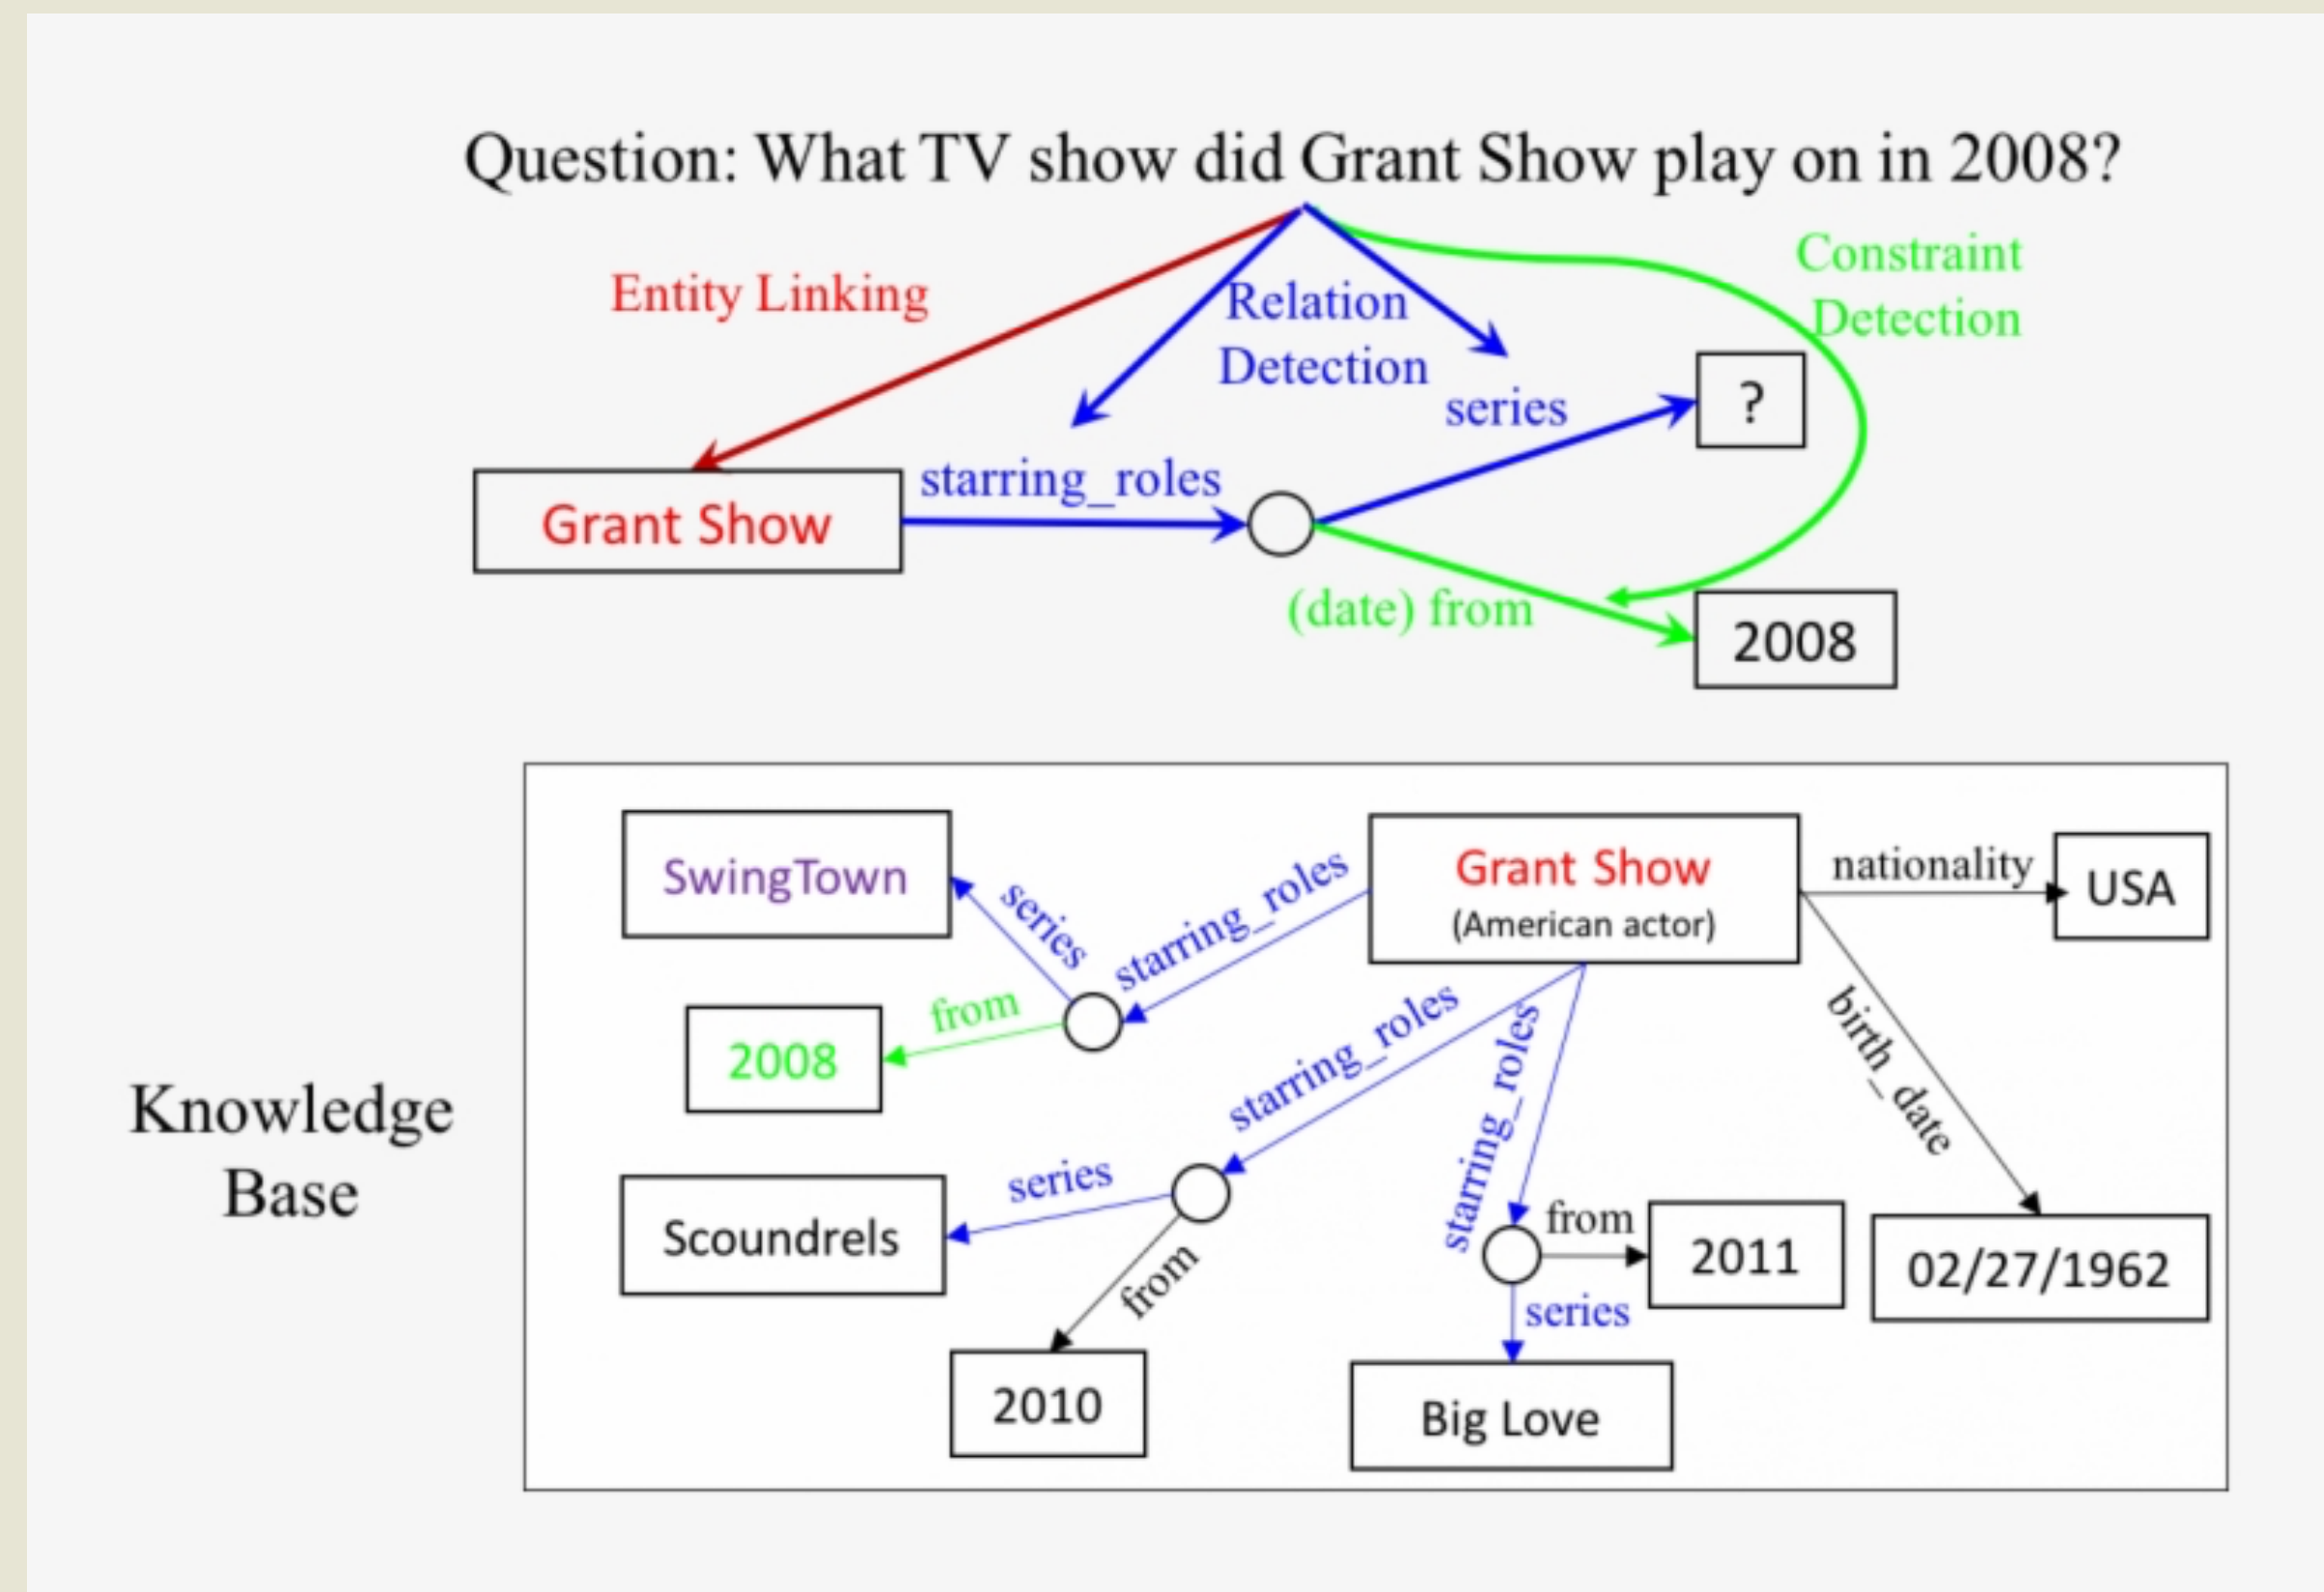 Question: What TV show did Grant Show play on in 2008?
Constraint
Detection
Entity Linking
Relation
Detection
series
?
starring_roles
Grant Show
(date) from
2008
Knowledge
Base
SwingTown
series
starring_roles
Grant Show
(American actor)
nationality
USA
from
2008
starring_roles
starring_roles
birth_date
series
Scoundrels
from
2010
from
2011
02/27/1962
series
Big Love